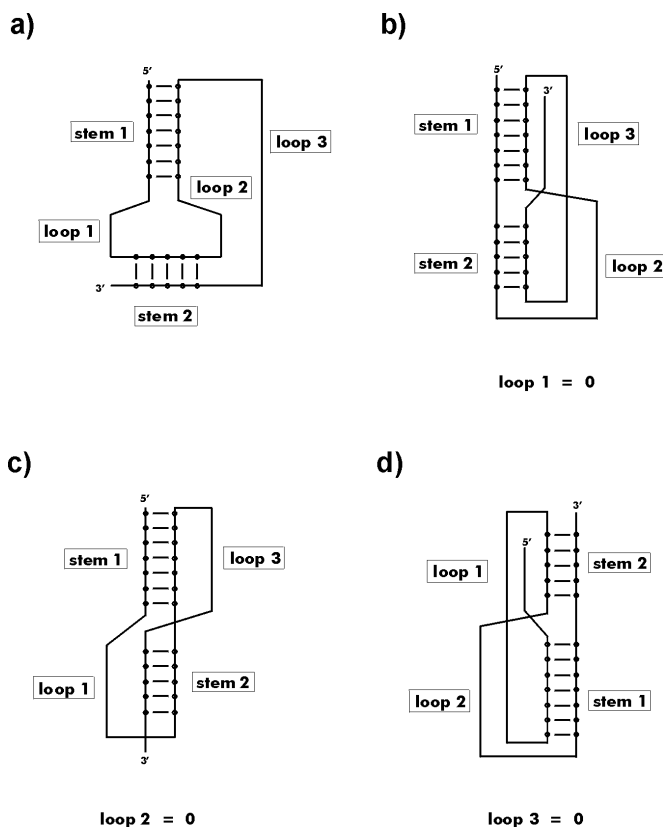 a)
5'
stem 1
loop 3
loop 2
loop 1
3'
stem 2
b)
5'
3'
stem 1
loop 3
stem 2
loop 2
loop 1 = 0
c)
5'
stem 1
loop 3
loop 1
stem 2
3'
loop 2 = 0
d)
3'
5'
stem 2
loop 1
loop 2
stem 1
loop 3 = 0